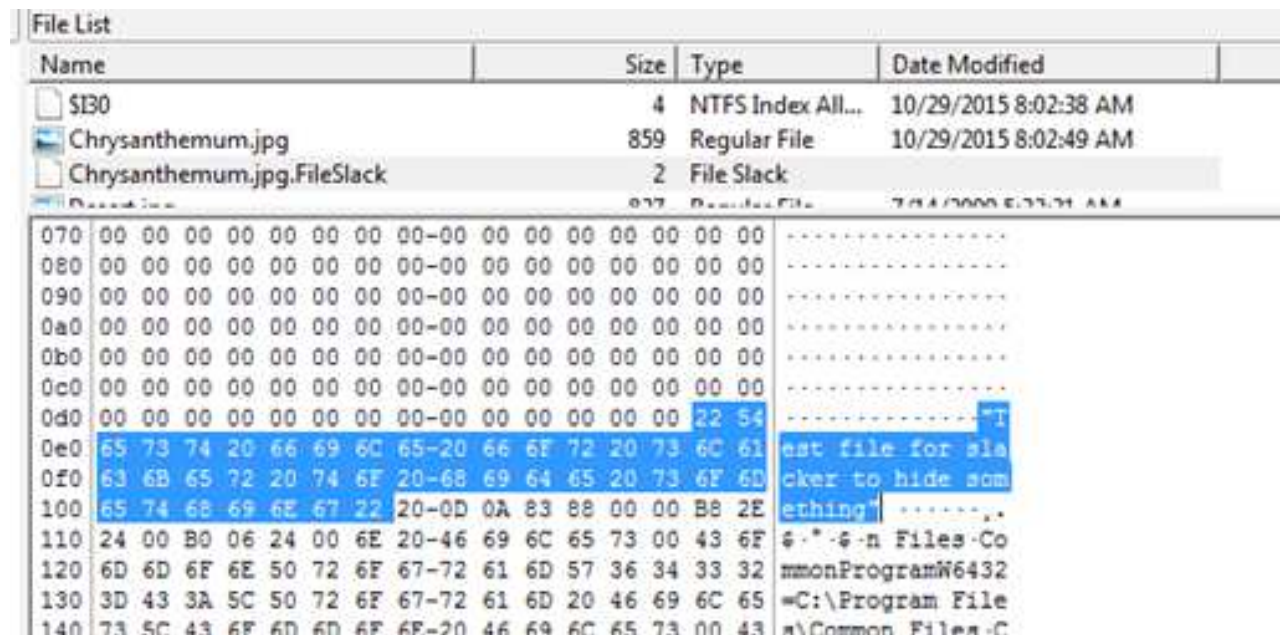 File List
Name Size Type Date Modified
$I30 4 NTFS Index All... 10/29/2015 8:02:38 AM
Chrysanthemum.jpg 859 Regular File 10/29/2015 8:02:49 AM
Chrysanthemum.jpg.FileSlack 2 File Slack
Desert.jpg 827 Regular File 7/14/2009 5:32:31 AM
070 00 00 00 00 00 00 00 00-00 00 00 00 00 00 00 00 ················
080 00 00 00 00 00 00 00 00-00 00 00 00 00 00 00 00 ················
090 00 00 00 00 00 00 00 00-00 00 00 00 00 00 00 00 ················
0a0 00 00 00 00 00 00 00 00-00 00 00 00 00 00 00 00 ················
0b0 00 00 00 00 00 00 00 00-00 00 00 00 00 00 00 00 ················
0c0 00 00 00 00 00 00 00 00-00 00 00 00 00 00 00 00 ················
0d0 00 00 00 00 00 00 00 00-00 00 00 00 00 00 22 54 ··············"T
0e0 65 73 74 20 66 69 6C 65-20 66 6F 72 20 73 6C 61 est file for sla
0f0 63 6B 65 72 20 74 6F 20-68 69 64 65 20 73 6F 6D cker to hide som
100 65 74 68 69 6E 67 22 20-0D 0A 83 88 00 00 B8 2E ething" ······¸.
110 24 00 B0 06 24 00 6E 20-46 69 6C 65 73 00 43 6F $·°·$·n Files·Co
120 6D 6D 6F 6E 50 72 6F 67-72 61 6D 57 36 34 33 32 mmonProgramW6432
130 3D 43 3A 5C 50 72 6F 67-72 61 6D 20 46 69 6C 65 =C:\Program File
140 73 5C 43 6F 6D 6D 6F 6E-20 46 69 6C 65 73 00 43 s\Common Files·C